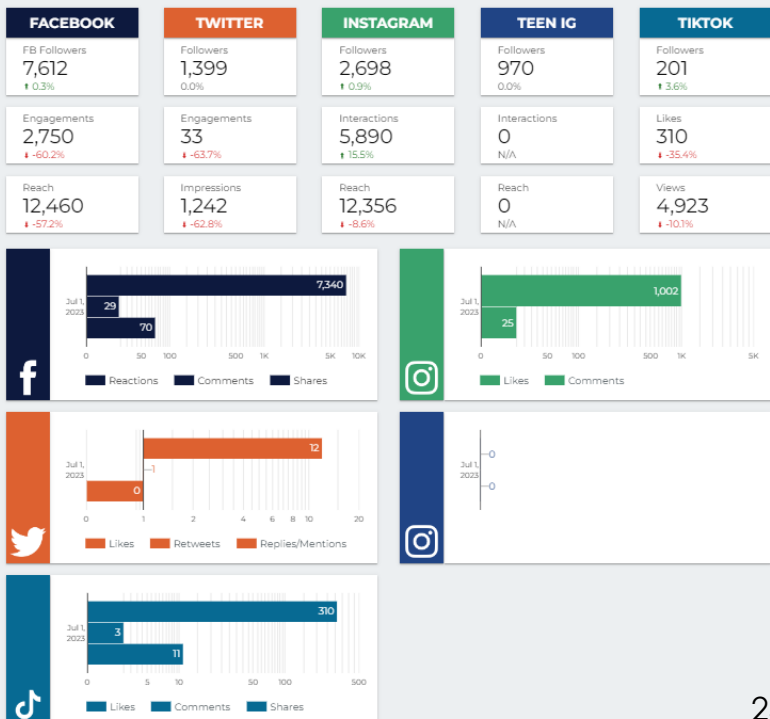 FACEBOOK
TWITTER
INSTAGRAM
TEEN IG
TIKTOK
FB Followers
7,612
⬆ 0.3%
Followers
1,399
0.0%
Followers
2,698
⬆ 0.9%
Followers
970
0.0%
Followers
201
⬆ 3.6%
Engagements
2,750
⬇ -60.2%
Engagements
33
⬇ -63.7%
Interactions
5,890
⬆ 15.5%
Interactions
0
N/A
Likes
310
⬇ -35.4%
Reach
12,460
⬇ -57.2%
Impressions
1,242
⬇ -62.8%
Reach
12,356
⬇ -8.6%
Reach
0
N/A
Views
4,923
⬇ -10.1%
7,340
Jul 1,
2023
29
70
0 50 100 500 1K 5K 10K
Reactions Comments Shares
1,002
Jul 1,
2023
25
0 50 100 500 1K 5K
Likes Comments
12
Jul 1,
2023
1
0
0 1 2 4 6 8 10 20
Likes Retweets Replies/Mentions
0
Jul 1,
2023
0
310
Jul 1,
2023
3
11
0 5 10 50 100 500
Likes Comments Shares
2